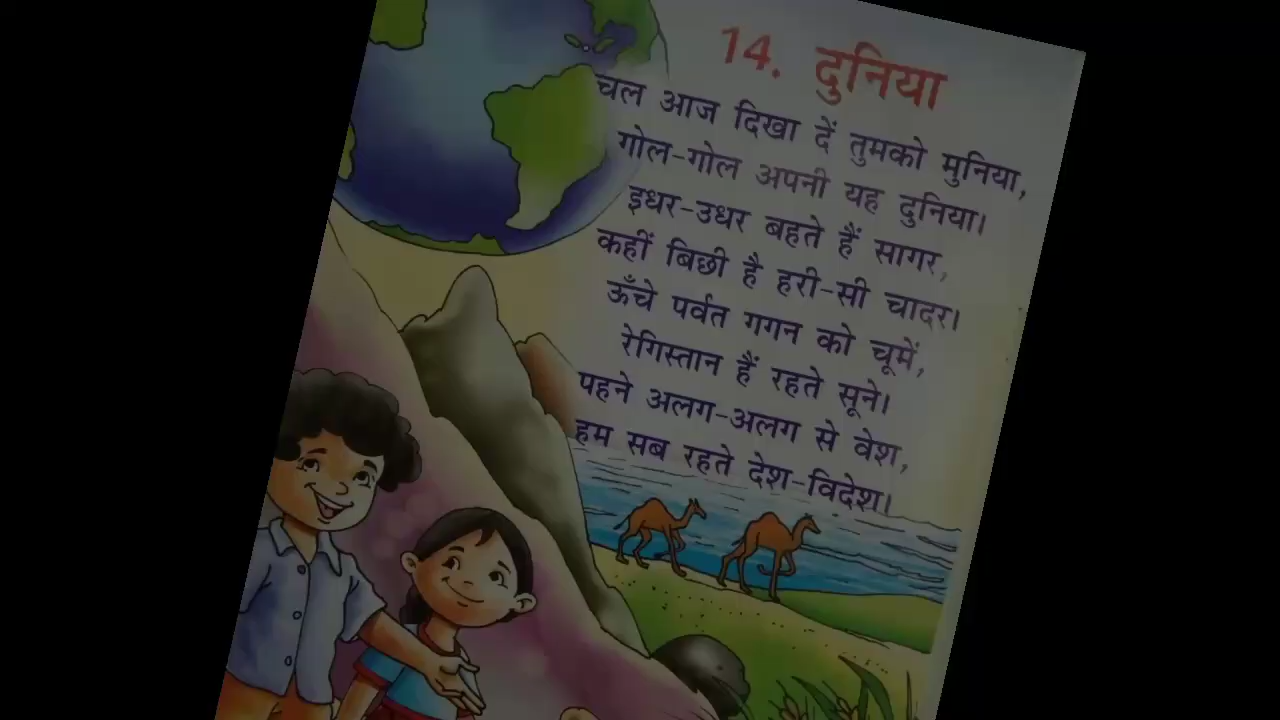 14. दुनिया
चल आज दिखा दें तुमको मुनिया,
गोल-गोल अपनी यह दुनिया।
इधर-उधर बहते हैं सागर,
कहीं बिछी है हरी-सी चादर।
ऊँचे पर्वत गगन को चूमें,
रेगिस्तान हैं रहते सूने।
पहने अलग-अलग से वेश,
हम सब रहते देश-विदेश।